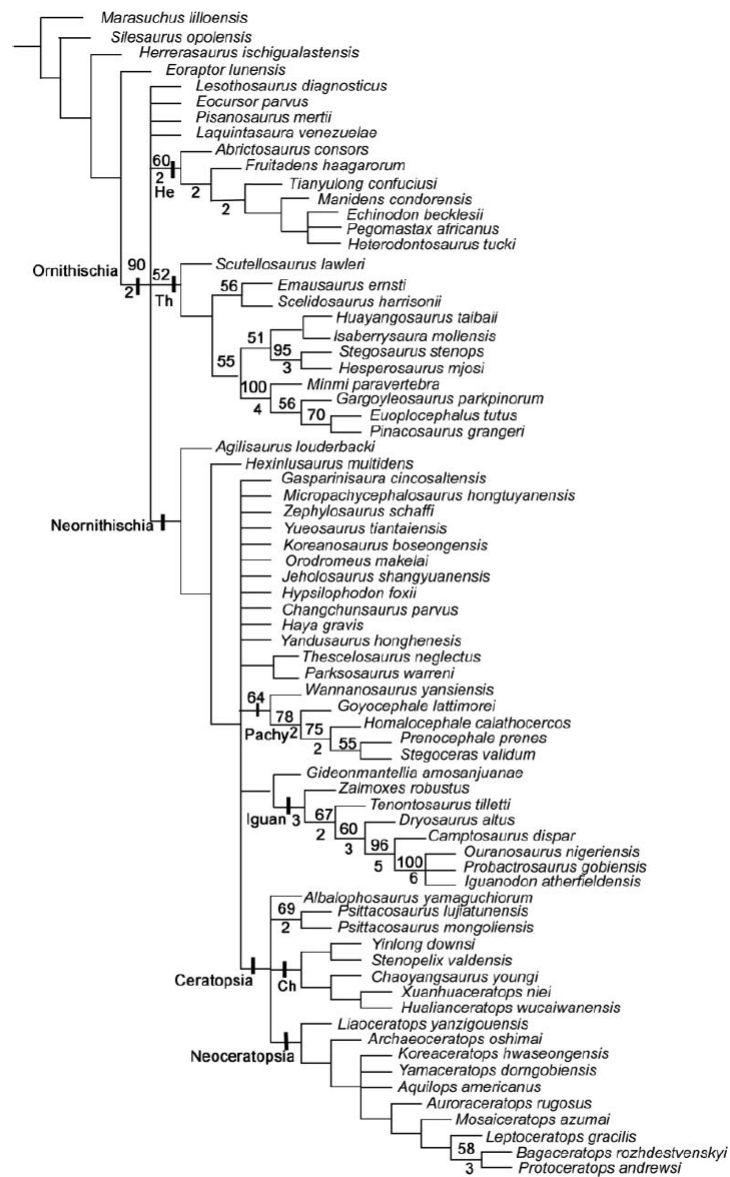 Marasuchus lilloensis
Silesaurus opolensis
Herrerasaurus ischigualastensis
Eoraptor lunensis
Lesothosaurus diagnosticus
Eocursor parvus
Pisanosaurus mertii
Laquintasaura venezuelae
Abrictosaurus consors
60
2
He
Fruitadens haagarorum
2
Tianyulong confuciusi
2
Manidens condorensis
Echinodon becklesii
Pegomastax africanus
Heterodontosaurus tucki
Ornithischia
90
2
52
Th
Scutellosaurus lawleri
56
Emausaurus ernsti
Scelidosaurus harrisonii
Huayangosaurus taibaii
Isaberrysaura mollensis
51
95
3
Stegosaurus stenops
Hesperosaurus mjosi
55
100
4
Minmi paravertebra
56
Gargoyleosaurus parkpinorum
70
Euoplocephalus tutus
Pinacosaurus grangeri
Agilisaurus louderbacki
Hexinlusaurus multidens
Neornithischia
Gasparinisaura cincosaltensis
Micropachycephalosaurus hongtuyanensis
Zephylosaurus schaffi
Yueosaurus tiantaiensis
Koreanosaurus boseongensis
Orodromeus makelai
Jeholosaurus shangyuanensis
Hypsilophodon foxii
Changchunsaurus parvus
Haya gravis
Yandusaurus honghenesis
Thescelosaurus neglectus
Parksosaurus warreni
64
Pachy
Wannanosaurus yansiensis
78
2
Goyocephale lattimorei
75
2
Homalocephale calathocercos
55
Prenocephale prenes
Stegoceras validum
Gideonmantellia amosanjuanae
Iguan
3
Zalmoxes robustus
67
2
Tenontosaurus tilletti
60
3
Dryosaurus altus
96
5
Camptosaurus dispar
100
6
Ouranosaurus nigeriensis
Probactrosaurus gobiensis
Iguanodon atherfieldensis
Ceratopsia
Albalophosaurus yamaguchiorum
69
2
Psittacosaurus lujiatunensis
Psittacosaurus mongoliensis
Ch
Yinlong downsi
Stenopelix valdensis
Chaoyangsaurus youngi
Xuanhuaceratops niei
Hualianceratops wucaiwanensis
Neoceratopsia
Liaoceratops yanzigouensis
Archaeoceratops oshimai
Koreaceratops hwaseongensis
Yamaceratops dorngobiensis
Aquilops americanus
Auroraceratops rugosus
Mosaiceratops azumai
Leptoceratops gracilis
58
3
Bagaceratops rozhdestvenskyi
Protoceratops andrewsi